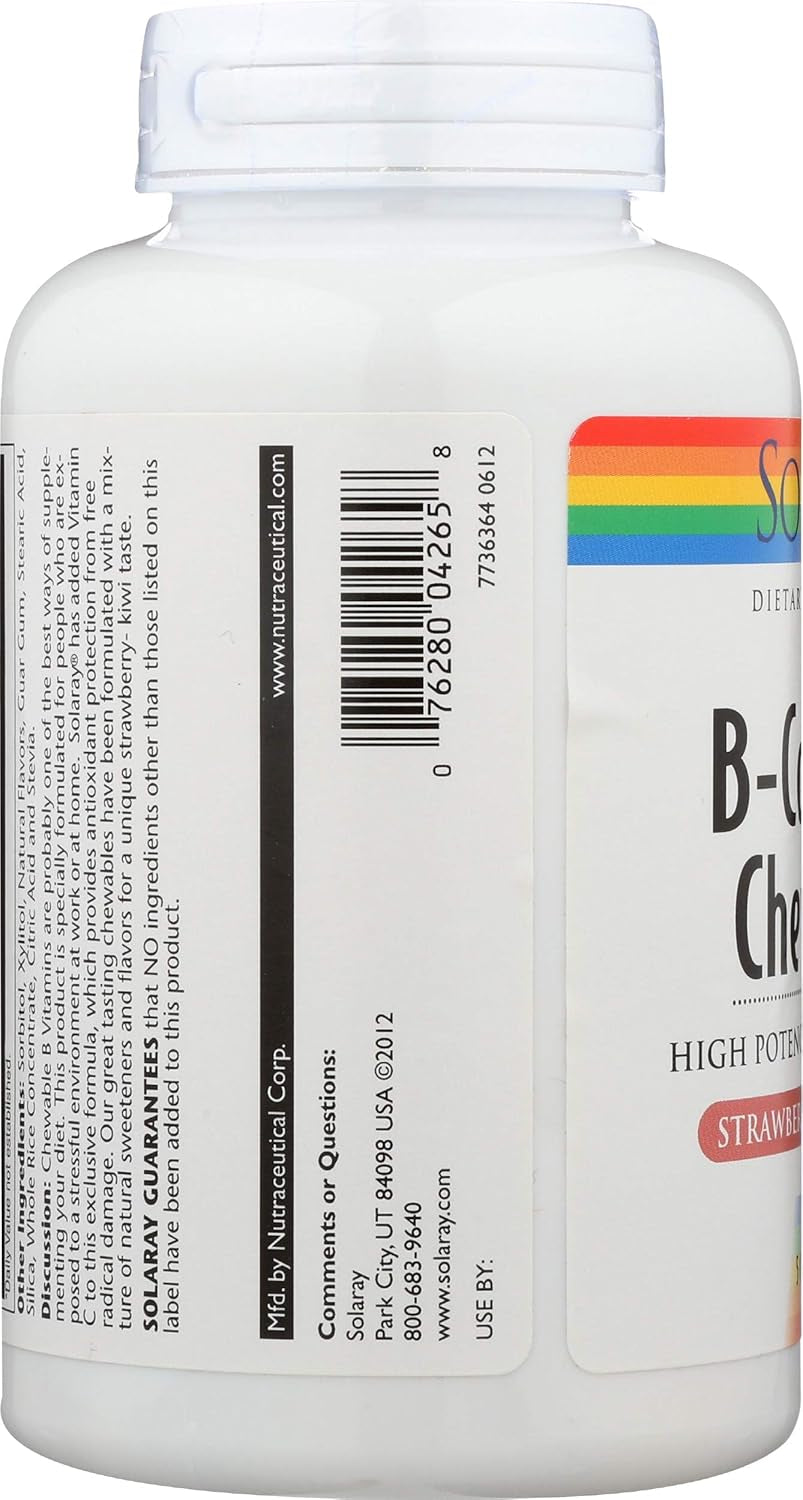 *Daily Value not established.
Other Ingredients: Sorbitol, Xylitol, Natural Flavors, Guar Gum, Stearic Acid,
Silica, Whole Rice Concentrate, Citric Acid and Stevia.
Discussion: Chewable B Vitamins are probably one of the best ways of supple-
menting your diet. This product is specially formulated for people who are ex-
posed to a stressful environment at work or at home. Solaray® has added Vitamin
C to this exclusive formula, which provides antioxidant protection from free
radical damage. Our great tasting chewables have been formulated with a mix-
ture of natural sweeteners and flavors for a unique strawberry- kiwi taste.
SOLARAY GUARANTEES that NO ingredients other than those listed on this
label have been added to this product.
Mfd. by Nutraceutical Corp. www.nutraceutical.com
Comments or Questions:
Solaray
Park City, UT 84098 USA ©2012
800-683-9640
www.solaray.com
USE BY:
0 76280 04265 8
7736364 0612
SO
DIETAR
B-Co
Che
HIGH POTENC
STRAWBER